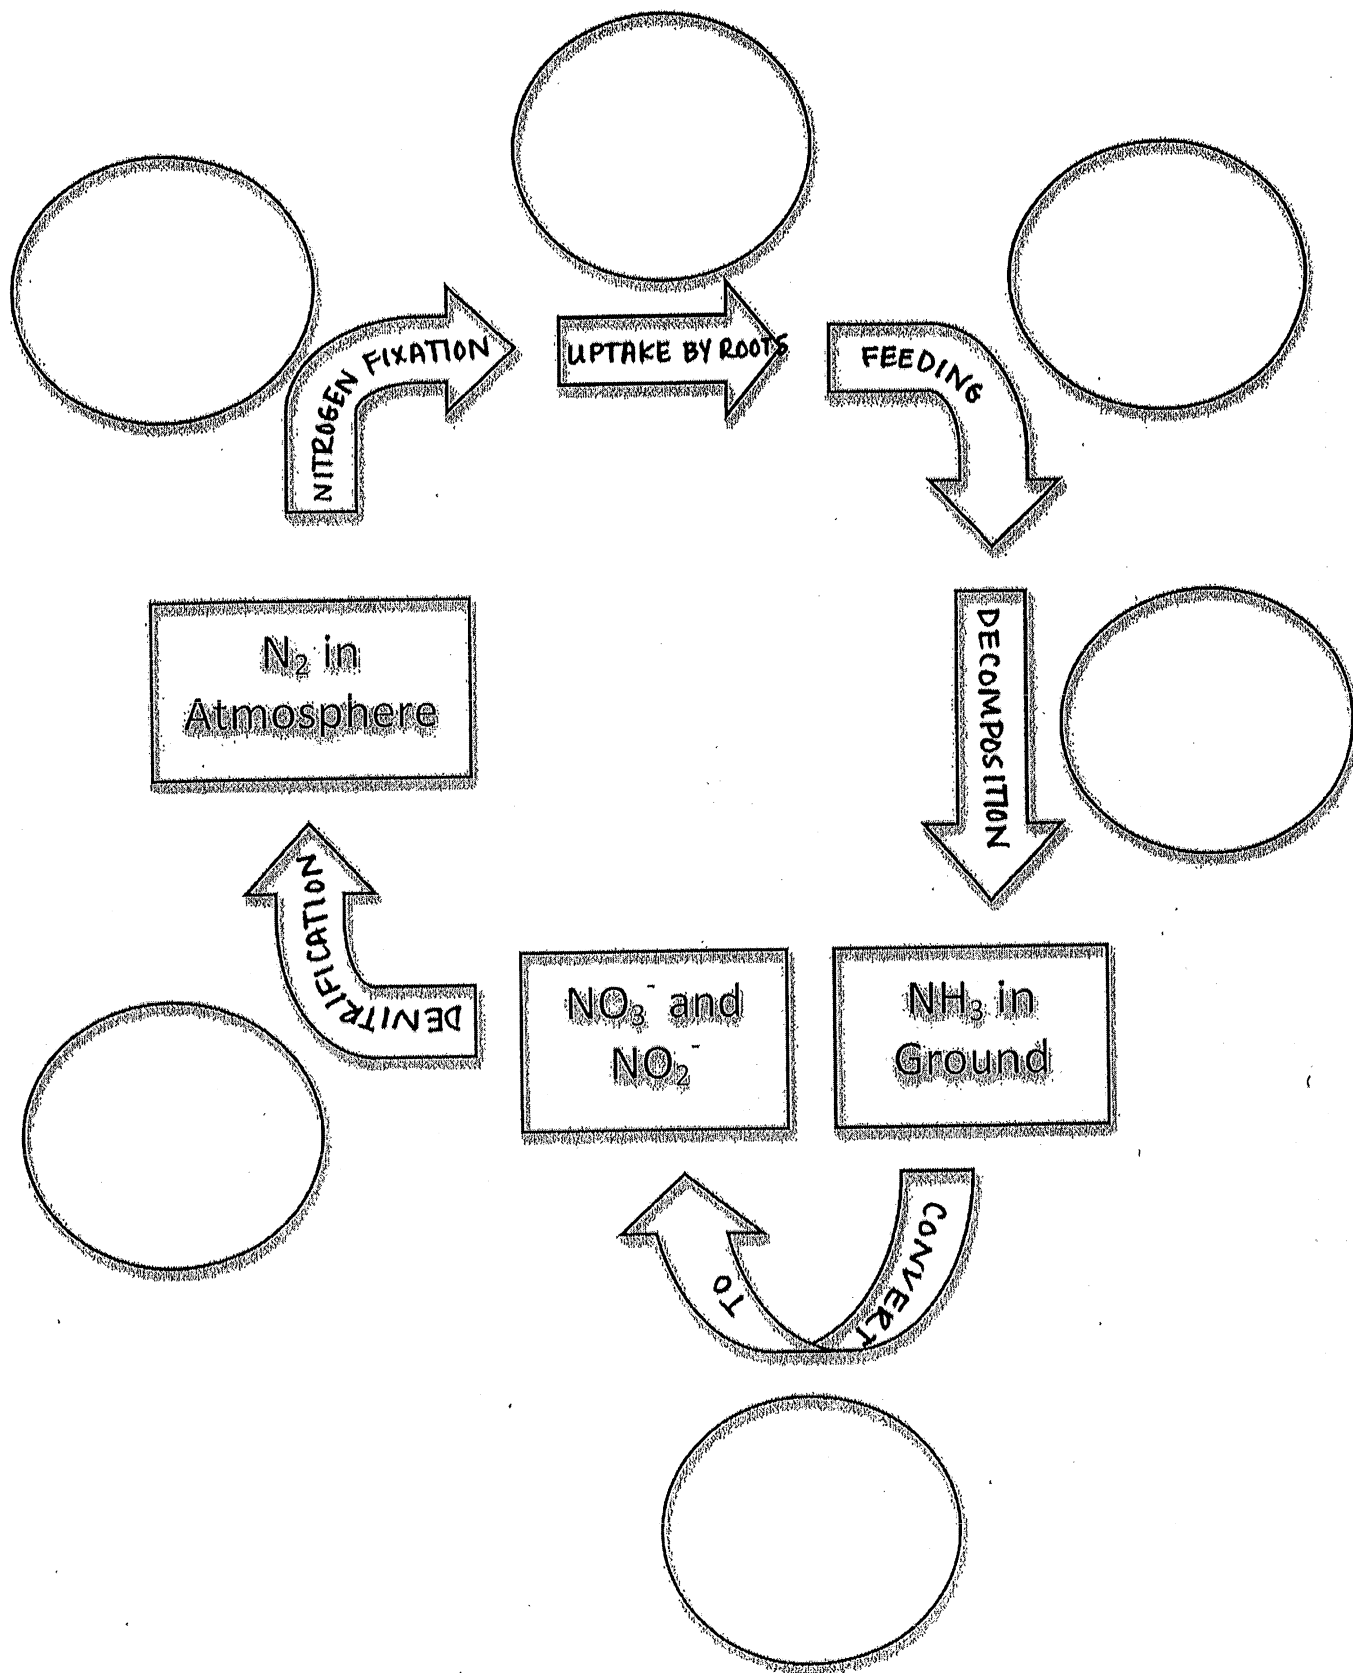 NITROGEN FIXATION
UPTAKE BY ROOTS
FEEDING
DECOMPOSITION
N₂ in
Atmosphere
NH₃ in
Ground
NO₃⁻ and
NO₂⁻
CONVERT
TO
DENITRIFICATION